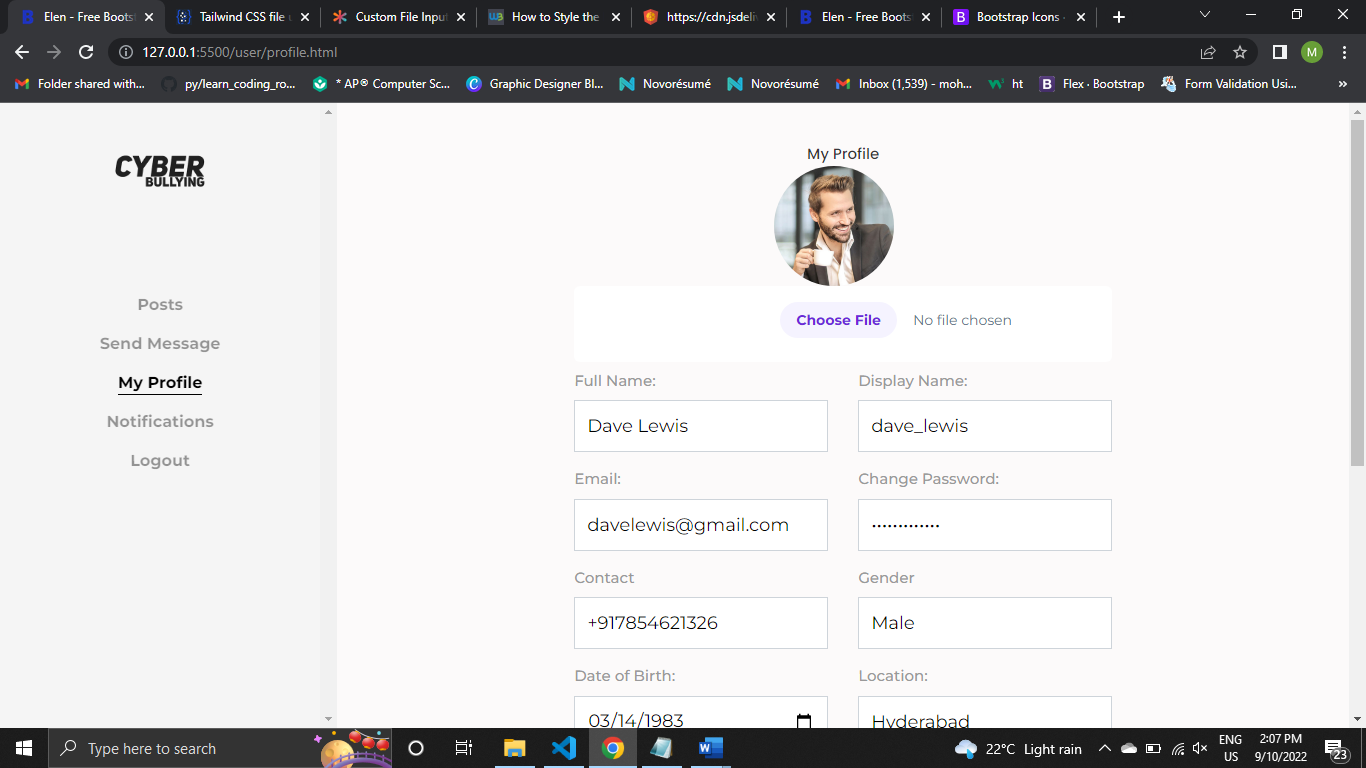 Elen - Free Boots
Tailwind CSS file u
Custom File Input
How to Style the
https://cdn.jsdeliv
Elen - Free Boots
Bootstrap Icons ·
127.0.0.1:5500/user/profile.html
M
Folder shared with...
py/learn_coding_ro...
* AP® Computer Sc...
Graphic Designer Bl...
Novorésumé
Novorésumé
Inbox (1,539) - moh...
ht
Flex · Bootstrap
Form Validation Usi...
»
CYBER
BULLYING
Posts
Send Message
My Profile
Notifications
Logout
My Profile
Choose File No file chosen
Full Name: Display Name:
Dave Lewis dave_lewis
Email: Change Password:
davelewis@gmail.com •••••••••••••
Contact Gender
+917854621326 Male
Date of Birth: Location:
03/14/1983 Hyderabad
Type here to search
22°C Light rain
ENG
US
2:07 PM
9/10/2022
23